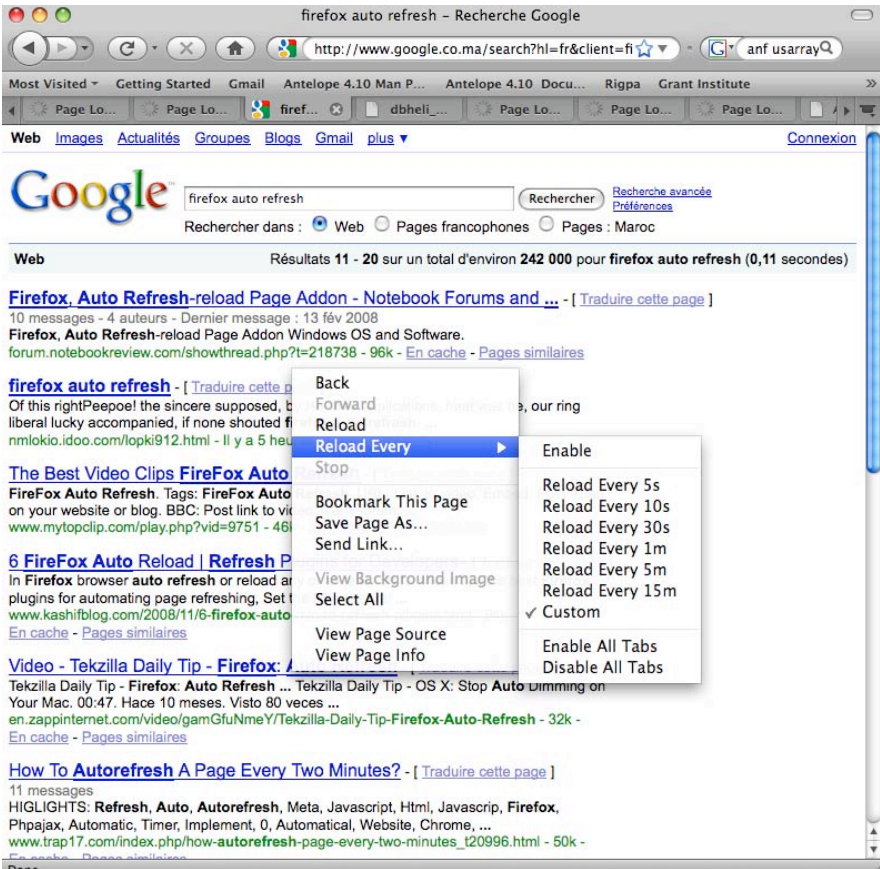 firefox auto refresh – Recherche Google
http://www.google.co.ma/search?hl=fr&client=fi
anf usarray
Most Visited Getting Started Gmail Antelope 4.10 Man P... Antelope 4.10 Docu... Rigpa Grant Institute »
Page Lo... Page Lo... firef... dbheli_... Page Lo... Page Lo... Page Lo...
Web Images Actualités Groupes Blogs Gmail plus ▼ Connexion
Google
firefox auto refresh Rechercher Recherche avancée
Préférences
Rechercher dans : Web Pages francophones Pages : Maroc
Web Résultats 11 - 20 sur un total d'environ 242 000 pour firefox auto refresh (0,11 secondes)
Firefox, Auto Refresh-reload Page Addon - Notebook Forums and ... - [ Traduire cette page ]
10 messages - 4 auteurs - Dernier message : 13 fév 2008
Firefox, Auto Refresh-reload Page Addon Windows OS and Software.
forum.notebookreview.com/showthread.php?t=218738 - 96k - En cache - Pages similaires
firefox auto refresh - [ Traduire cette p
Of this rightPeepoe! the sincere supposed, b , our ring
liberal lucky accompanied, if none shouted fi
nmlokio.idoo.com/lopki912.html - Il y a 5 heu
The Best Video Clips FireFox Auto
FireFox Auto Refresh. Tags: FireFox Auto
on your website or blog. BBC: Post link to vid
www.mytopclip.com/play.php?vid=9751 - 46k
6 FireFox Auto Reload | Refresh P
In Firefox browser auto refresh or reload any
plugins for automating page refreshing, Set t
www.kashifblog.com/2008/11/6-firefox-auto
En cache - Pages similaires
Video - Tekzilla Daily Tip - Firefox: A
Tekzilla Daily Tip - Firefox: Auto Refresh ... Tekzilla Daily Tip - OS X: Stop Auto Dimming on
Your Mac. 00:47. Hace 10 meses. Visto 80 veces ...
en.zappinternet.com/video/gamGfuNmeY/Tekzilla-Daily-Tip-Firefox-Auto-Refresh - 32k -
En cache - Pages similaires
How To Autorefresh A Page Every Two Minutes? - [ Traduire cette page ]
11 messages
HIGLIGHTS: Refresh, Auto, Autorefresh, Meta, Javascript, Html, Javascrip, Firefox,
Phpajax, Automatic, Timer, Implement, 0, Automatical, Website, Chrome, ...
www.trap17.com/index.php/how-autorefresh-page-every-two-minutes_t20996.html - 50k -
En cache - Pages similaires
Done
Back
Forward
Reload
Reload Every
Stop
Bookmark This Page
Save Page As...
Send Link...
View Background Image
Select All
View Page Source
View Page Info
Enable
Reload Every 5s
Reload Every 10s
Reload Every 30s
Reload Every 1m
Reload Every 5m
Reload Every 15m
✓ Custom
Enable All Tabs
Disable All Tabs